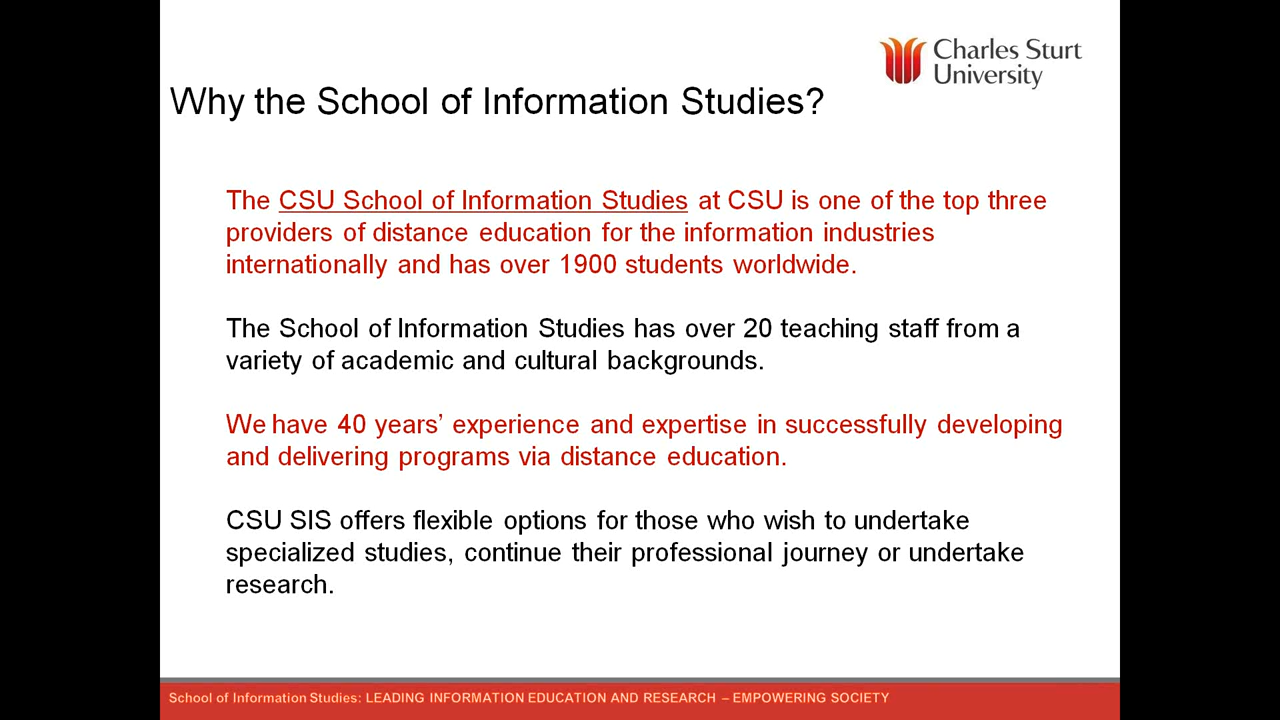 Charles Sturt
University
Why the School of Information Studies?
The CSU School of Information Studies at CSU is one of the top three
providers of distance education for the information industries
internationally and has over 1900 students worldwide.
The School of Information Studies has over 20 teaching staff from a
variety of academic and cultural backgrounds.
We have 40 years’ experience and expertise in successfully developing
and delivering programs via distance education.
CSU SIS offers flexible options for those who wish to undertake
specialized studies, continue their professional journey or undertake
research.
School of Information Studies: LEADING INFORMATION EDUCATION AND RESEARCH – EMPOWERING SOCIETY